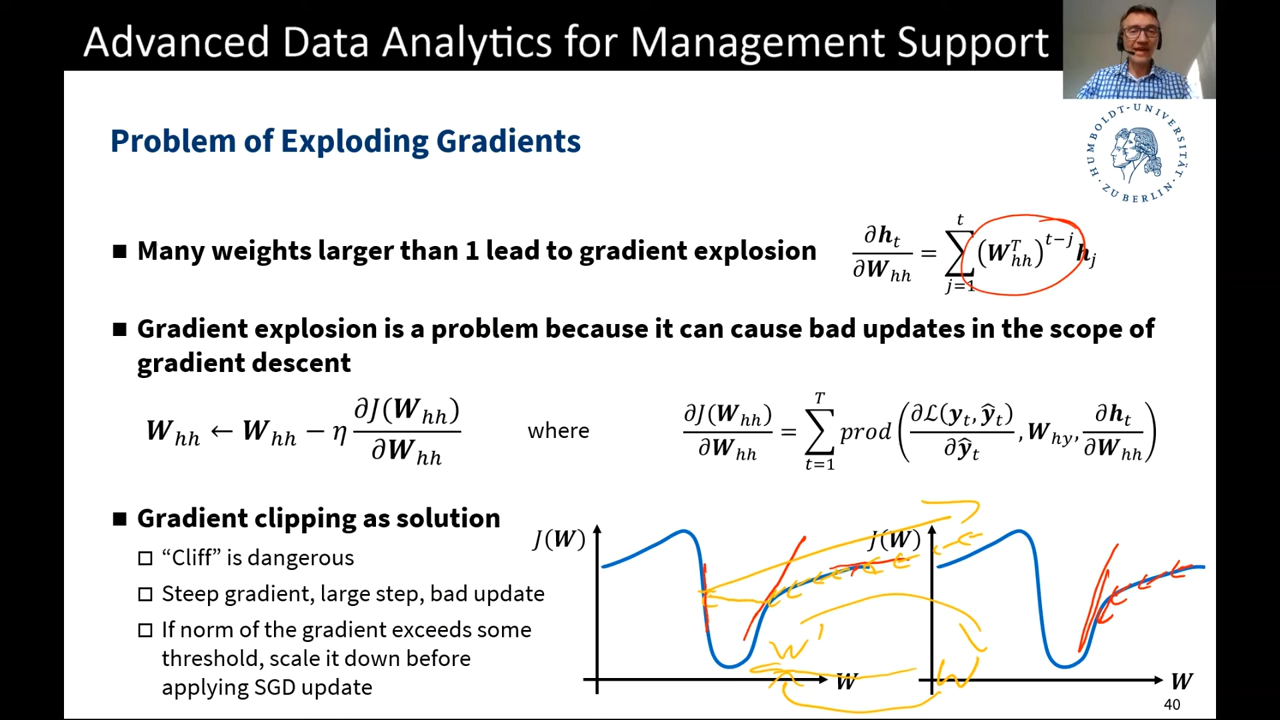 Advanced Data Analytics for Management Support
HUMBOLDT-UNIVERSITÄT ZU BERLIN
Problem of Exploding Gradients
■ Many weights larger than 1 lead to gradient explosion ∂h_t/∂W_hh = ∑_{j=1}^{t} (W_hh^T)^{t−j} h_j
■ Gradient explosion is a problem because it can cause bad updates in the scope of
gradient descent
W_hh ← W_hh − η ∂J(W_hh)/∂W_hh where ∂J(W_hh)/∂W_hh = ∑_{t=1}^{T} prod(∂ℒ(y_t, ŷ_t)/∂ŷ_t, W_hy, ∂h_t/∂W_hh)
■ Gradient clipping as solution
□ “Cliff” is dangerous
□ Steep gradient, large step, bad update
□ If norm of the gradient exceeds some
threshold, scale it down before
applying SGD update
J(W)
W
W'
W
J(W)
W
40